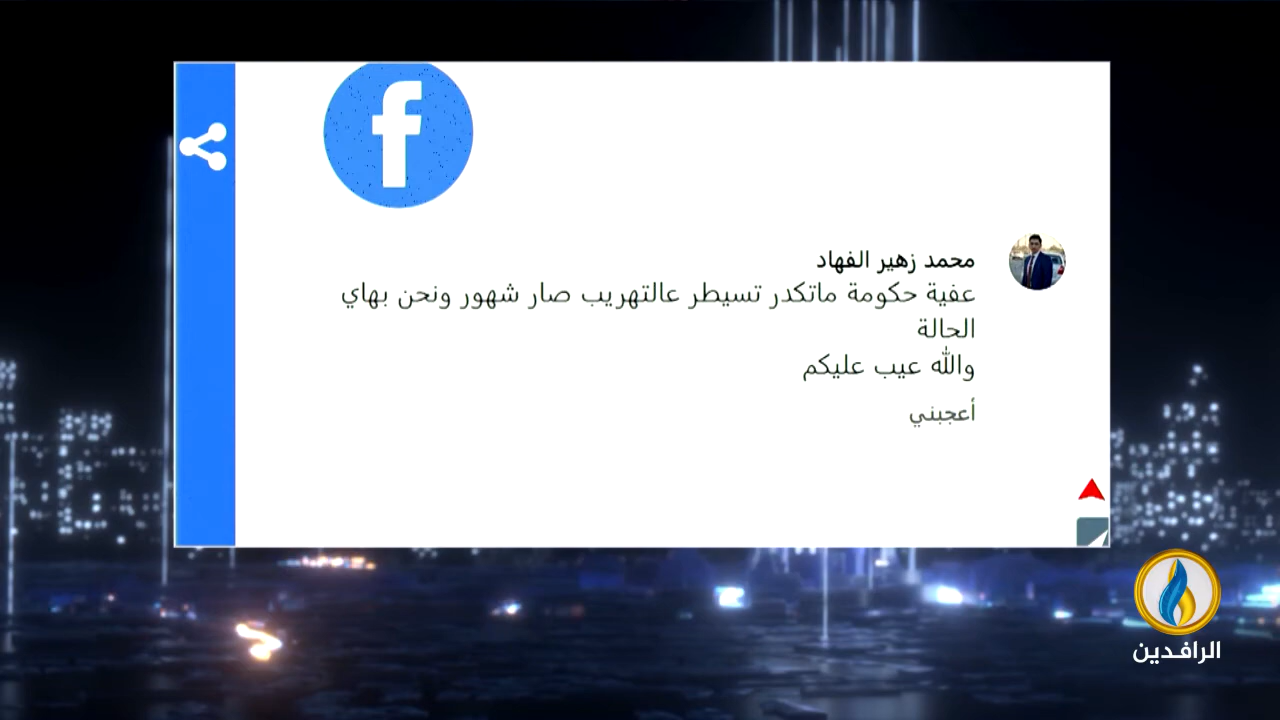 محمد زهير الفهاد
عفية حكومة ماتكدر تسيطر عالتهريب صار شهور ونحن بهاي
الحالة
والله عيب عليكم
أعجبني
الرافدين